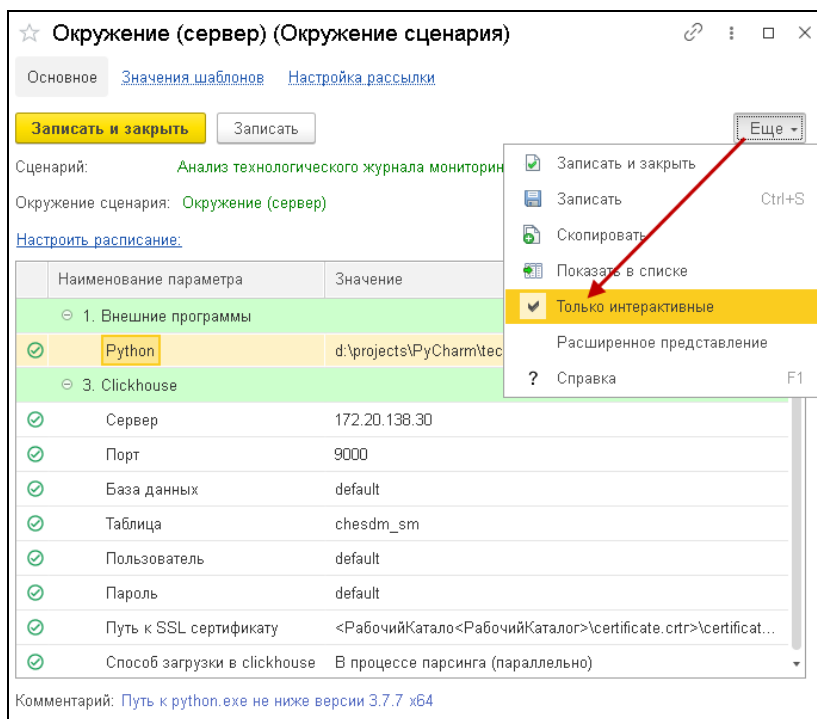 Окружение (сервер) (Окружение сценария)
Основное Значения шаблонов Настройка рассылки
Записать и закрыть Записать Еще
Сценарий: Анализ технологического журнала мониторин
Записать и закрыть
Окружение сценария: Окружение (сервер)
Записать Ctrl+S
Настроить расписание:
Скопировать
Наименование параметра Значение
Показать в списке
1. Внешние программы
Только интерактивные
Python d:\projects\PyCharm\tec
Расширенное представление
3. Clickhouse
? Справка F1
Сервер 172.20.138.30
Порт 9000
База данных default
Таблица chesdm_sm
Пользователь default
Пароль default
Путь к SSL сертификату <РабочийКатало<РабочийКаталог>\certificate.crtг>\certificat...
Способ загрузки в clickhouse В процессе парсинга (параллельно)
Комментарий: Путь к python.exe не ниже версии 3.7.7 x64